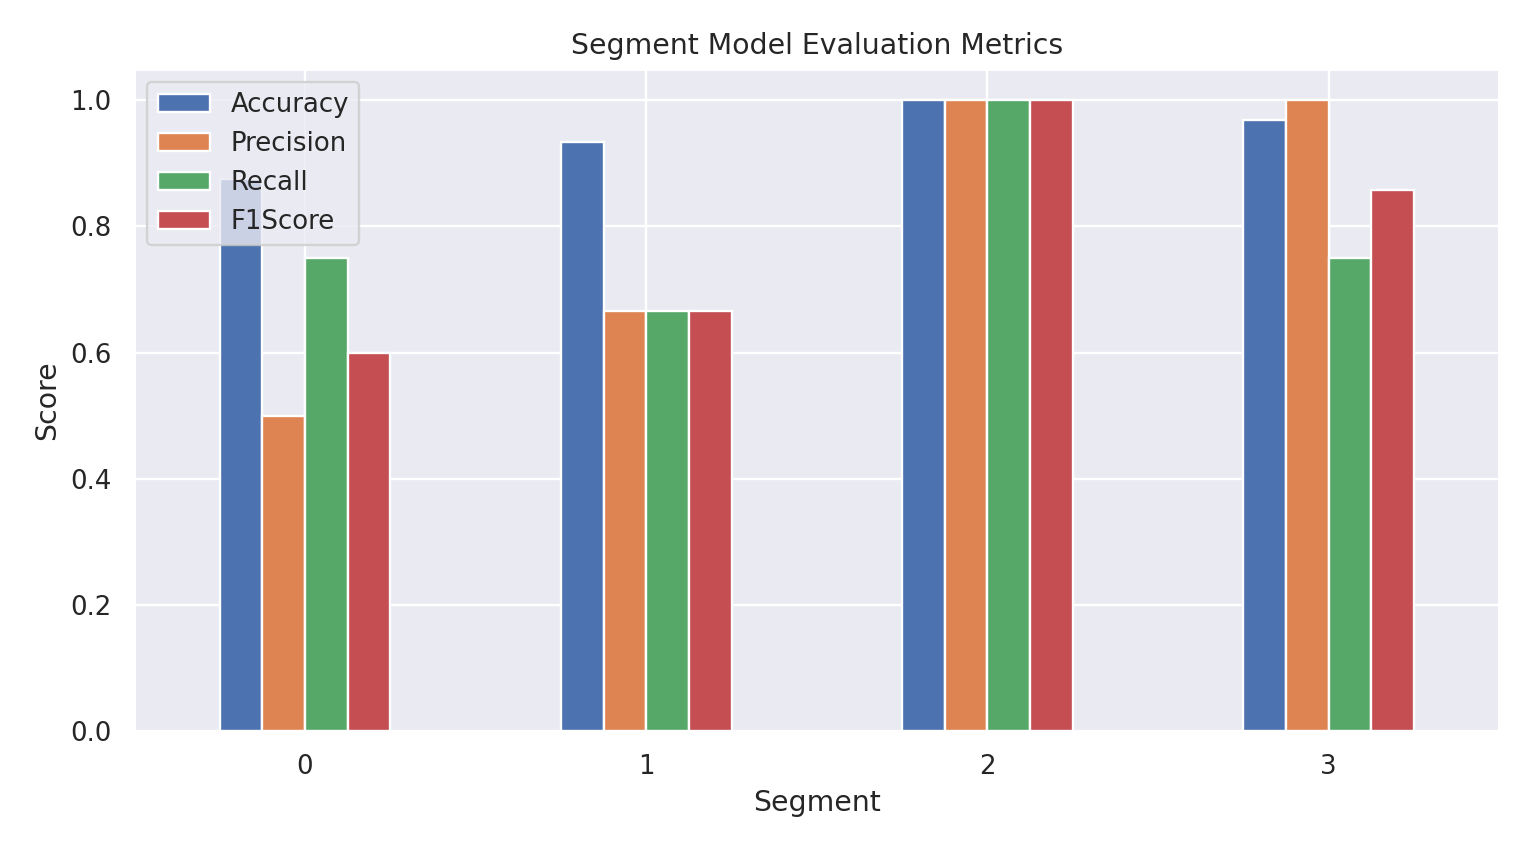 Segment Model Evaluation Metrics
Accuracy
Precision
Recall
F1Score
1.0
0.8
0.6
0.4
0.2
0.0
Score
0 1 2 3
Segment